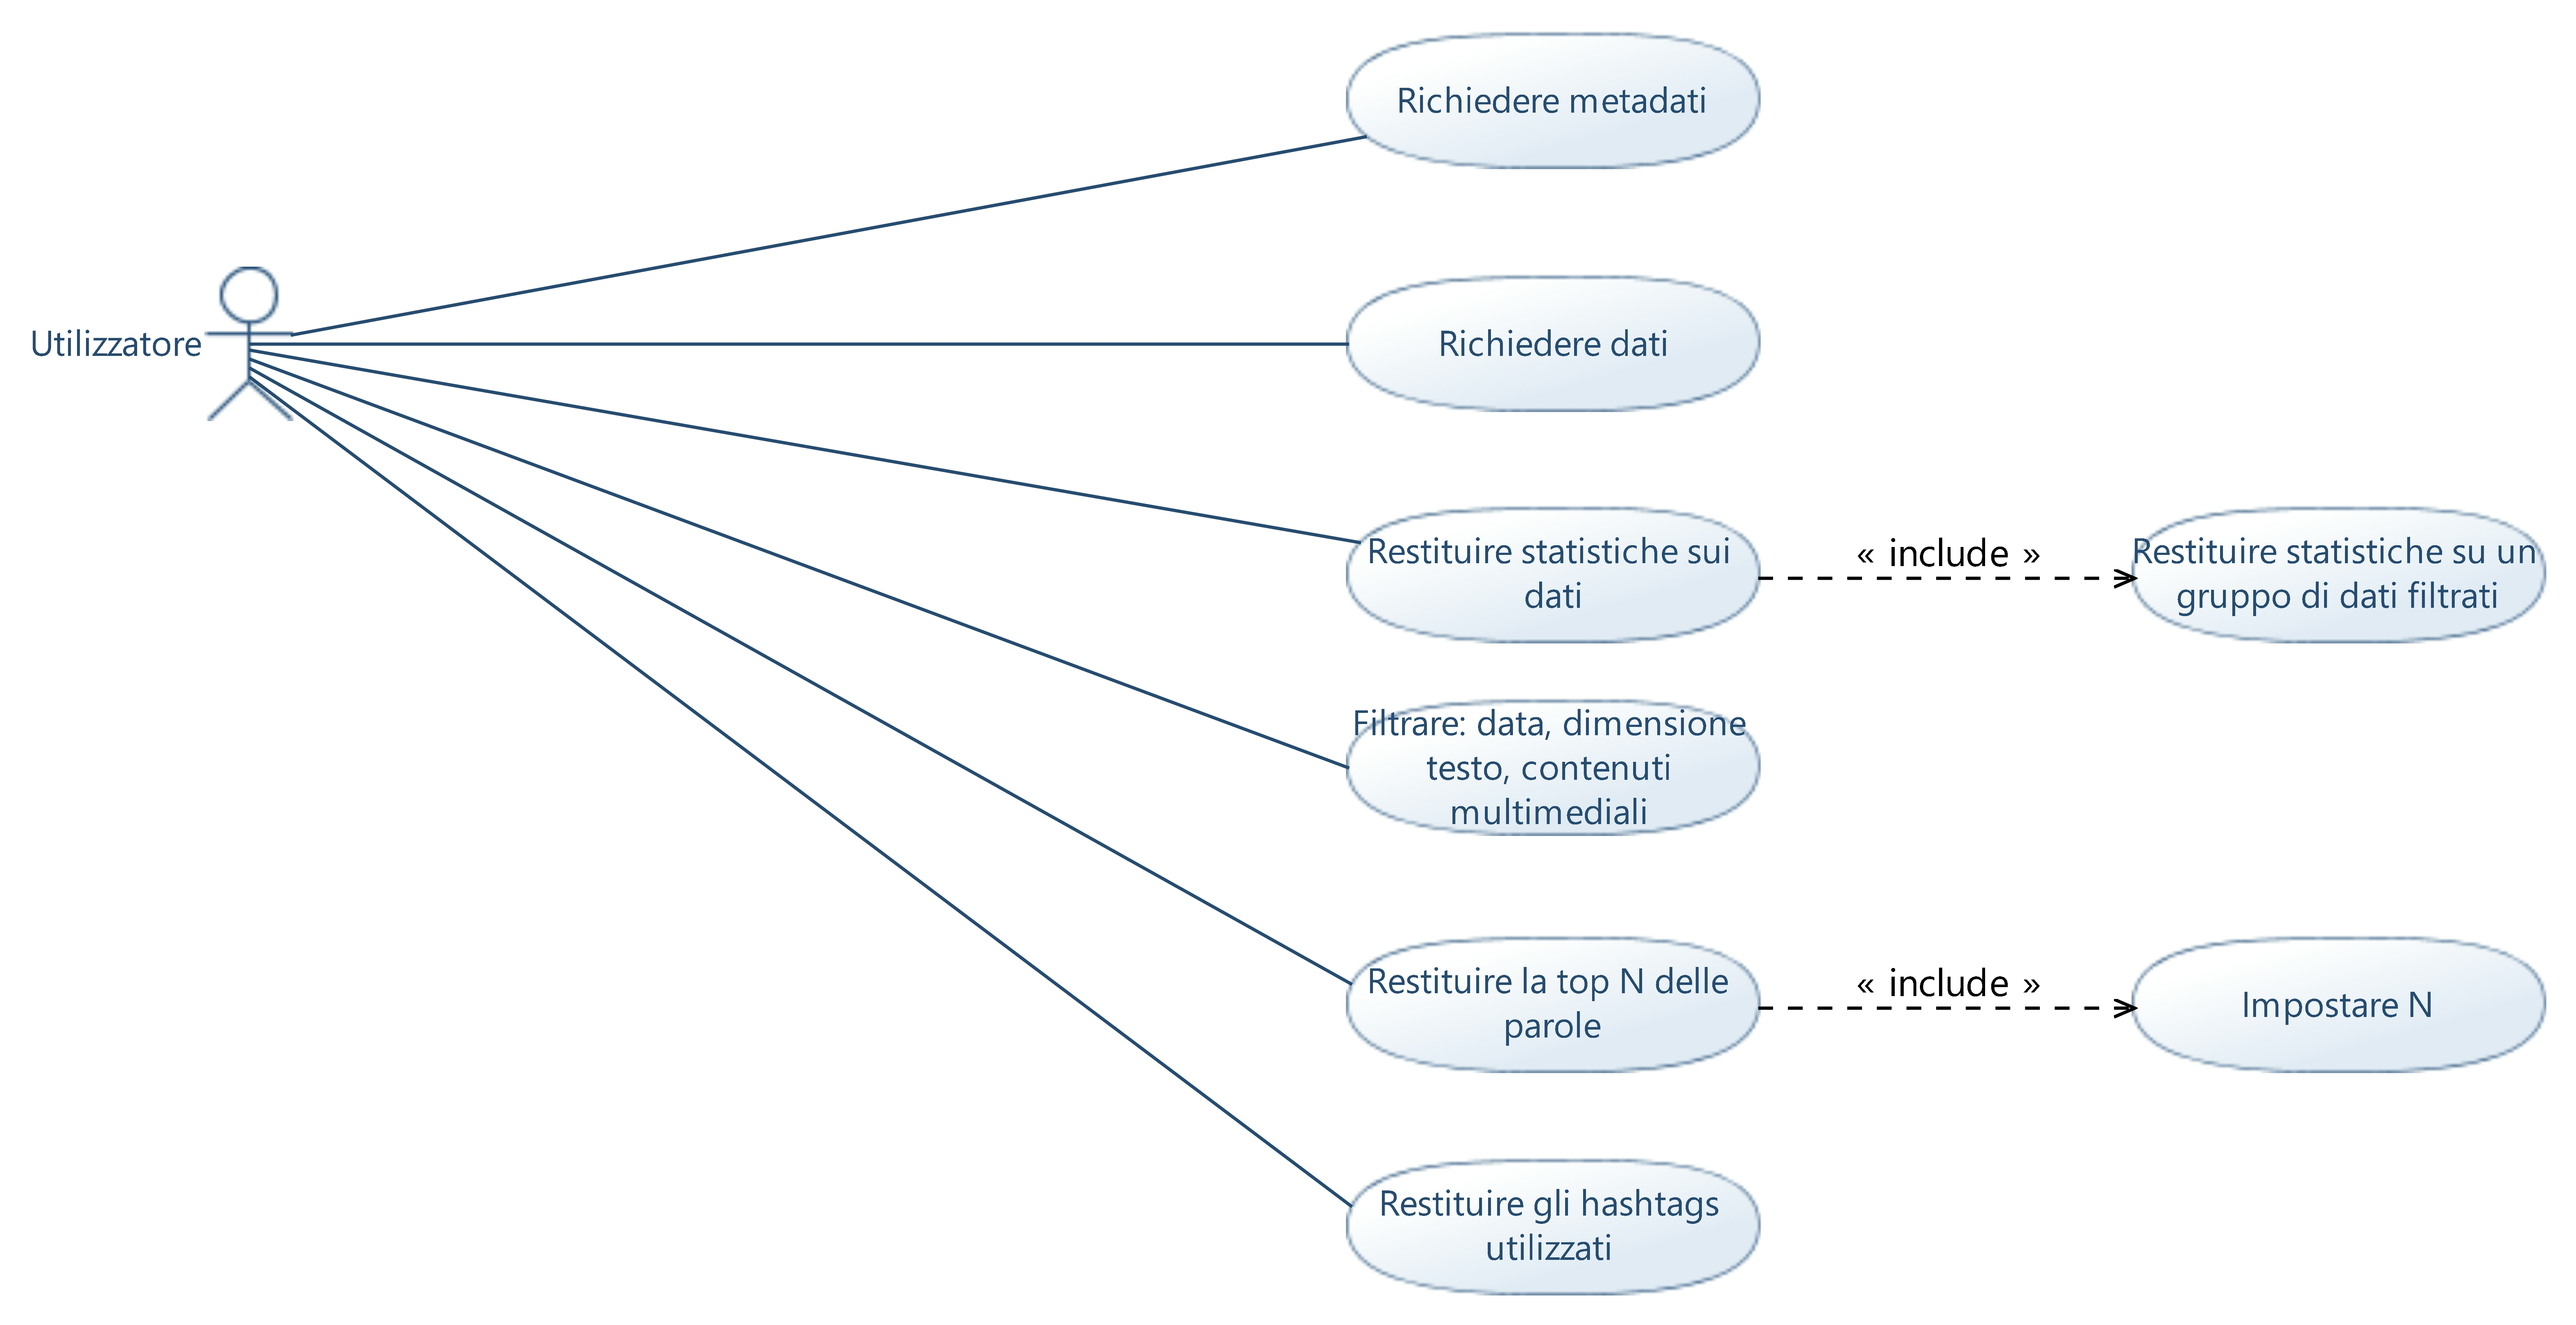 Richiedere metadati
Utilizzatore
Richiedere dati
Restituire statistiche sui
dati
« include »
Restituire statistiche su un
gruppo di dati filtrati
Filtrare: data, dimensione
testo, contenuti
multimediali
Restituire la top N delle
parole
« include »
Impostare N
Restituire gli hashtags
utilizzati